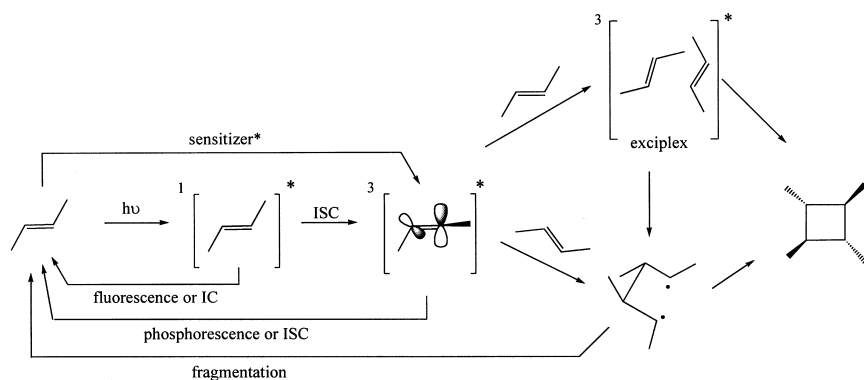 3
*
exciplex
sensitizer*
1
*
hυ
ISC
3
*
fluorescence or IC
phosphorescence or ISC
fragmentation